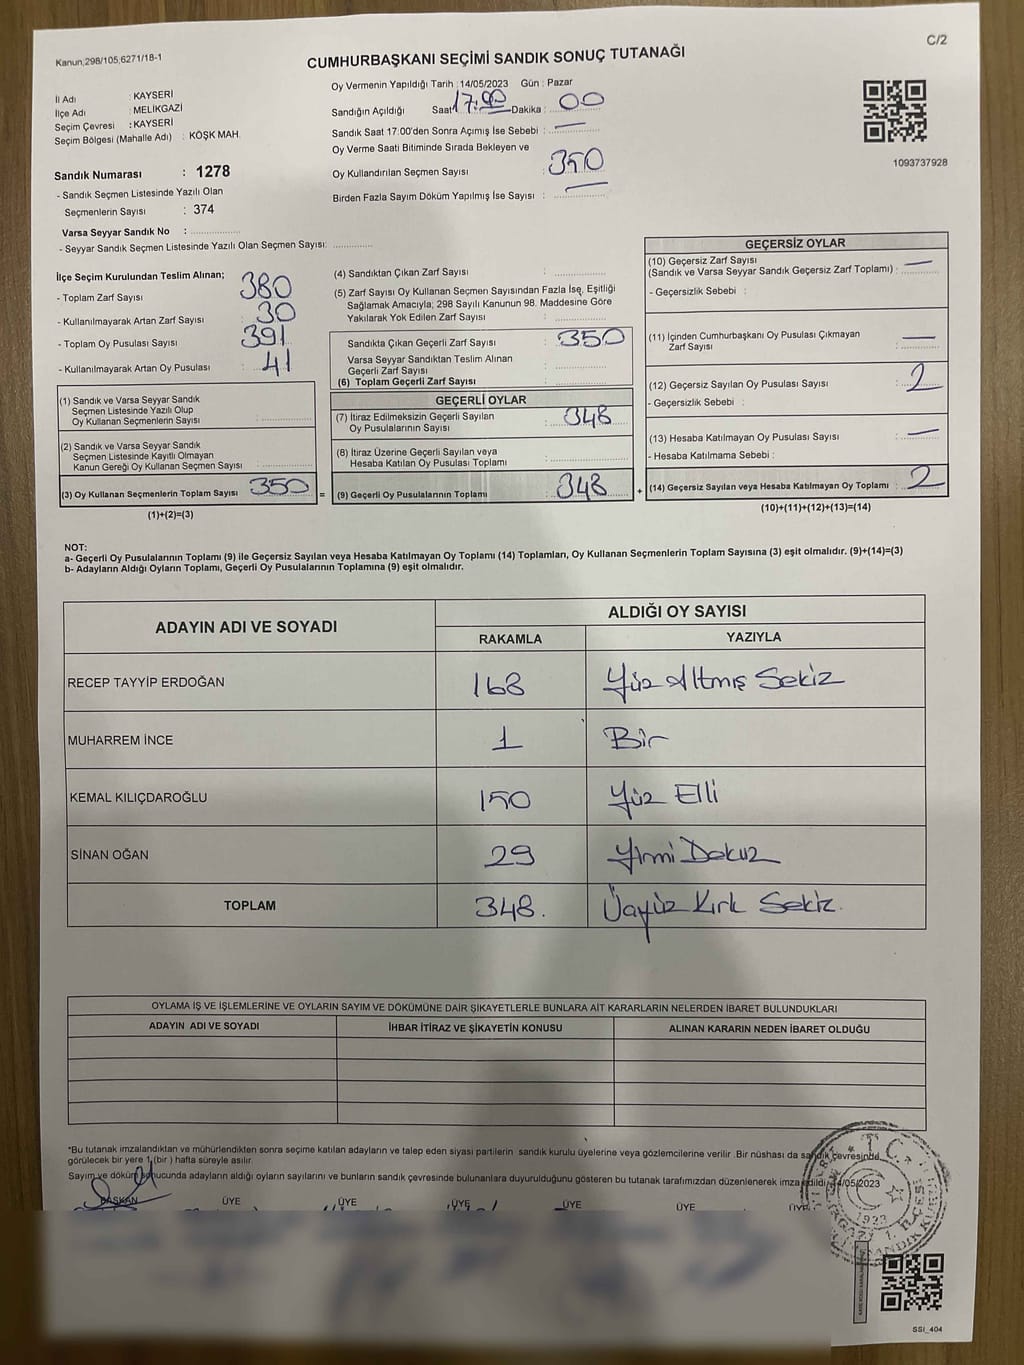 Kanun,298/105,6271/18-1
C/2
CUMHURBAŞKANI SEÇİMİ SANDIK SONUÇ TUTANAĞI
İl Adı : KAYSERİ
İlçe Adı : MELİKGAZİ
Seçim Çevresi : KAYSERİ
Seçim Bölgesi (Mahalle Adı) : KÖŞK MAH.
Sandık Numarası : 1278
- Sandık Seçmen Listesinde Yazılı Olan
Seçmenlerin Sayısı : 374
Varsa Seyyar Sandık No :
- Seyyar Sandık Seçmen Listesinde Yazılı Olan Seçmen Sayısı:
Oy Vermenin Yapıldığı Tarih :14/05/2023 Gün : Pazar
Sandığın Açıldığı Saat 17:00 Dakika : 00
Sandık Saat 17:00'den Sonra Açımış İse Sebebi : —
Oy Verme Saati Bitiminde Sırada Bekleyen ve
Oy Kullandırılan Seçmen Sayısı : 350
Birden Fazla Sayım Döküm Yapılmış İse Sayısı : —
1093737928
İlçe Seçim Kurulundan Teslim Alınan;
- Toplam Zarf Sayısı : 380
- Kullanılmayarak Artan Zarf Sayısı : 30
- Toplam Oy Pusulası Sayısı : 391
- Kullanılmayarak Artan Oy Pusulası : 41
(1) Sandık ve Varsa Seyyar Sandık
Seçmen Listesinde Yazılı Olup
Oy Kullanan Seçmenlerin Sayısı :
(2) Sandık ve Varsa Seyyar Sandık
Seçmen Listesinde Kayıtlı Olmayan
Kanun Gereği Oy Kullanan Seçmen Sayısı :
(3) Oy Kullanan Seçmenlerin Toplam Sayısı : 350 =
(1)+(2)=(3)
(4) Sandıktan Çıkan Zarf Sayısı :
(5) Zarf Sayısı Oy Kullanan Seçmen Sayısından Fazla İse, Eşitliği
Sağlamak Amacıyla; 298 Sayılı Kanunun 98. Maddesine Göre
Yakılarak Yok Edilen Zarf Sayısı :
Sandıkta Çıkan Geçerli Zarf Sayısı : 350
Varsa Seyyar Sandıktan Teslim Alınan
Geçerli Zarf Sayısı :
(6) Toplam Geçerli Zarf Sayısı :
GEÇERLİ OYLAR
(7) İtiraz Edilmeksizin Geçerli Sayılan
Oy Pusulalarının Sayısı : 348
(8) İtiraz Üzerine Geçerli Sayılan veya
Hesaba Katılan Oy Pusulası Toplamı :
(9) Geçerli Oy Pusulalarının Toplamı : 348 +
GEÇERSİZ OYLAR
(10) Geçersiz Zarf Sayısı
(Sandık ve Varsa Seyyar Sandık Geçersiz Zarf Toplamı) : —
- Geçersizlik Sebebi :
(11) İçinden Cumhurbaşkanı Oy Pusulası Çıkmayan
Zarf Sayısı : —
(12) Geçersiz Sayılan Oy Pusulası Sayısı : 2
- Geçersizlik Sebebi :
(13) Hesaba Katılmayan Oy Pusulası Sayısı : —
- Hesaba Katılmama Sebebi :
(14) Geçersiz Sayılan veya Hesaba Katılmayan Oy Toplamı : 2
(10)+(11)+(12)+(13)=(14)
NOT:
a- Geçerli Oy Pusulalarının Toplamı (9) ile Geçersiz Sayılan veya Hesaba Katılmayan Oy Toplamı (14) Toplamları, Oy Kullanan Seçmenlerin Toplam Sayısına (3) eşit olmalıdır. (9)+(14)=(3)
b- Adayların Aldığı Oyların Toplamı, Geçerli Oy Pusulalarının Toplamına (9) eşit olmalıdır.
ADAYIN ADI VE SOYADI
ALDIĞI OY SAYISI
RAKAMLA YAZIYLA
RECEP TAYYİP ERDOĞAN 168 Yüz Altmış Sekiz
MUHARREM İNCE 1 Bir
KEMAL KILIÇDAROĞLU 150 Yüz Elli
SİNAN OĞAN 29 Yirmi Dokuz
TOPLAM 348. Üçyüz Kırk Sekiz.
OYLAMA İŞ VE İŞLEMLERİNE VE OYLARIN SAYIM VE DÖKÜMÜNE DAİR ŞİKAYETLERLE BUNLARA AİT KARARLARIN NELERDEN İBARET BULUNDUKLARI
ADAYIN ADI VE SOYADI İHBAR İTİRAZ VE ŞİKAYETİN KONUSU ALINAN KARARIN NEDEN İBARET OLDUĞU
*Bu tutanak imzalandıktan ve mühürlendikten sonra seçime katılan adayların ve talep eden siyasi partilerin sandık kurulu üyelerine veya gözlemcilerine verilir .Bir nüshası da sandık çevresinde
görülecek bir yere 1 (bir ) hafta süreyle asılır.
Sayım ve döküm sonucunda adayların aldığı oyların sayılarını ve bunların sandık çevresinde bulunanlara duyurulduğunu gösteren bu tutanak tarafımızdan düzenlenerek imza edildi. 14/05/2023
BAŞKAN ÜYE ÜYE ÜYE ÜYE ÜYE ÜYE
T.C.
1923
SSI_404